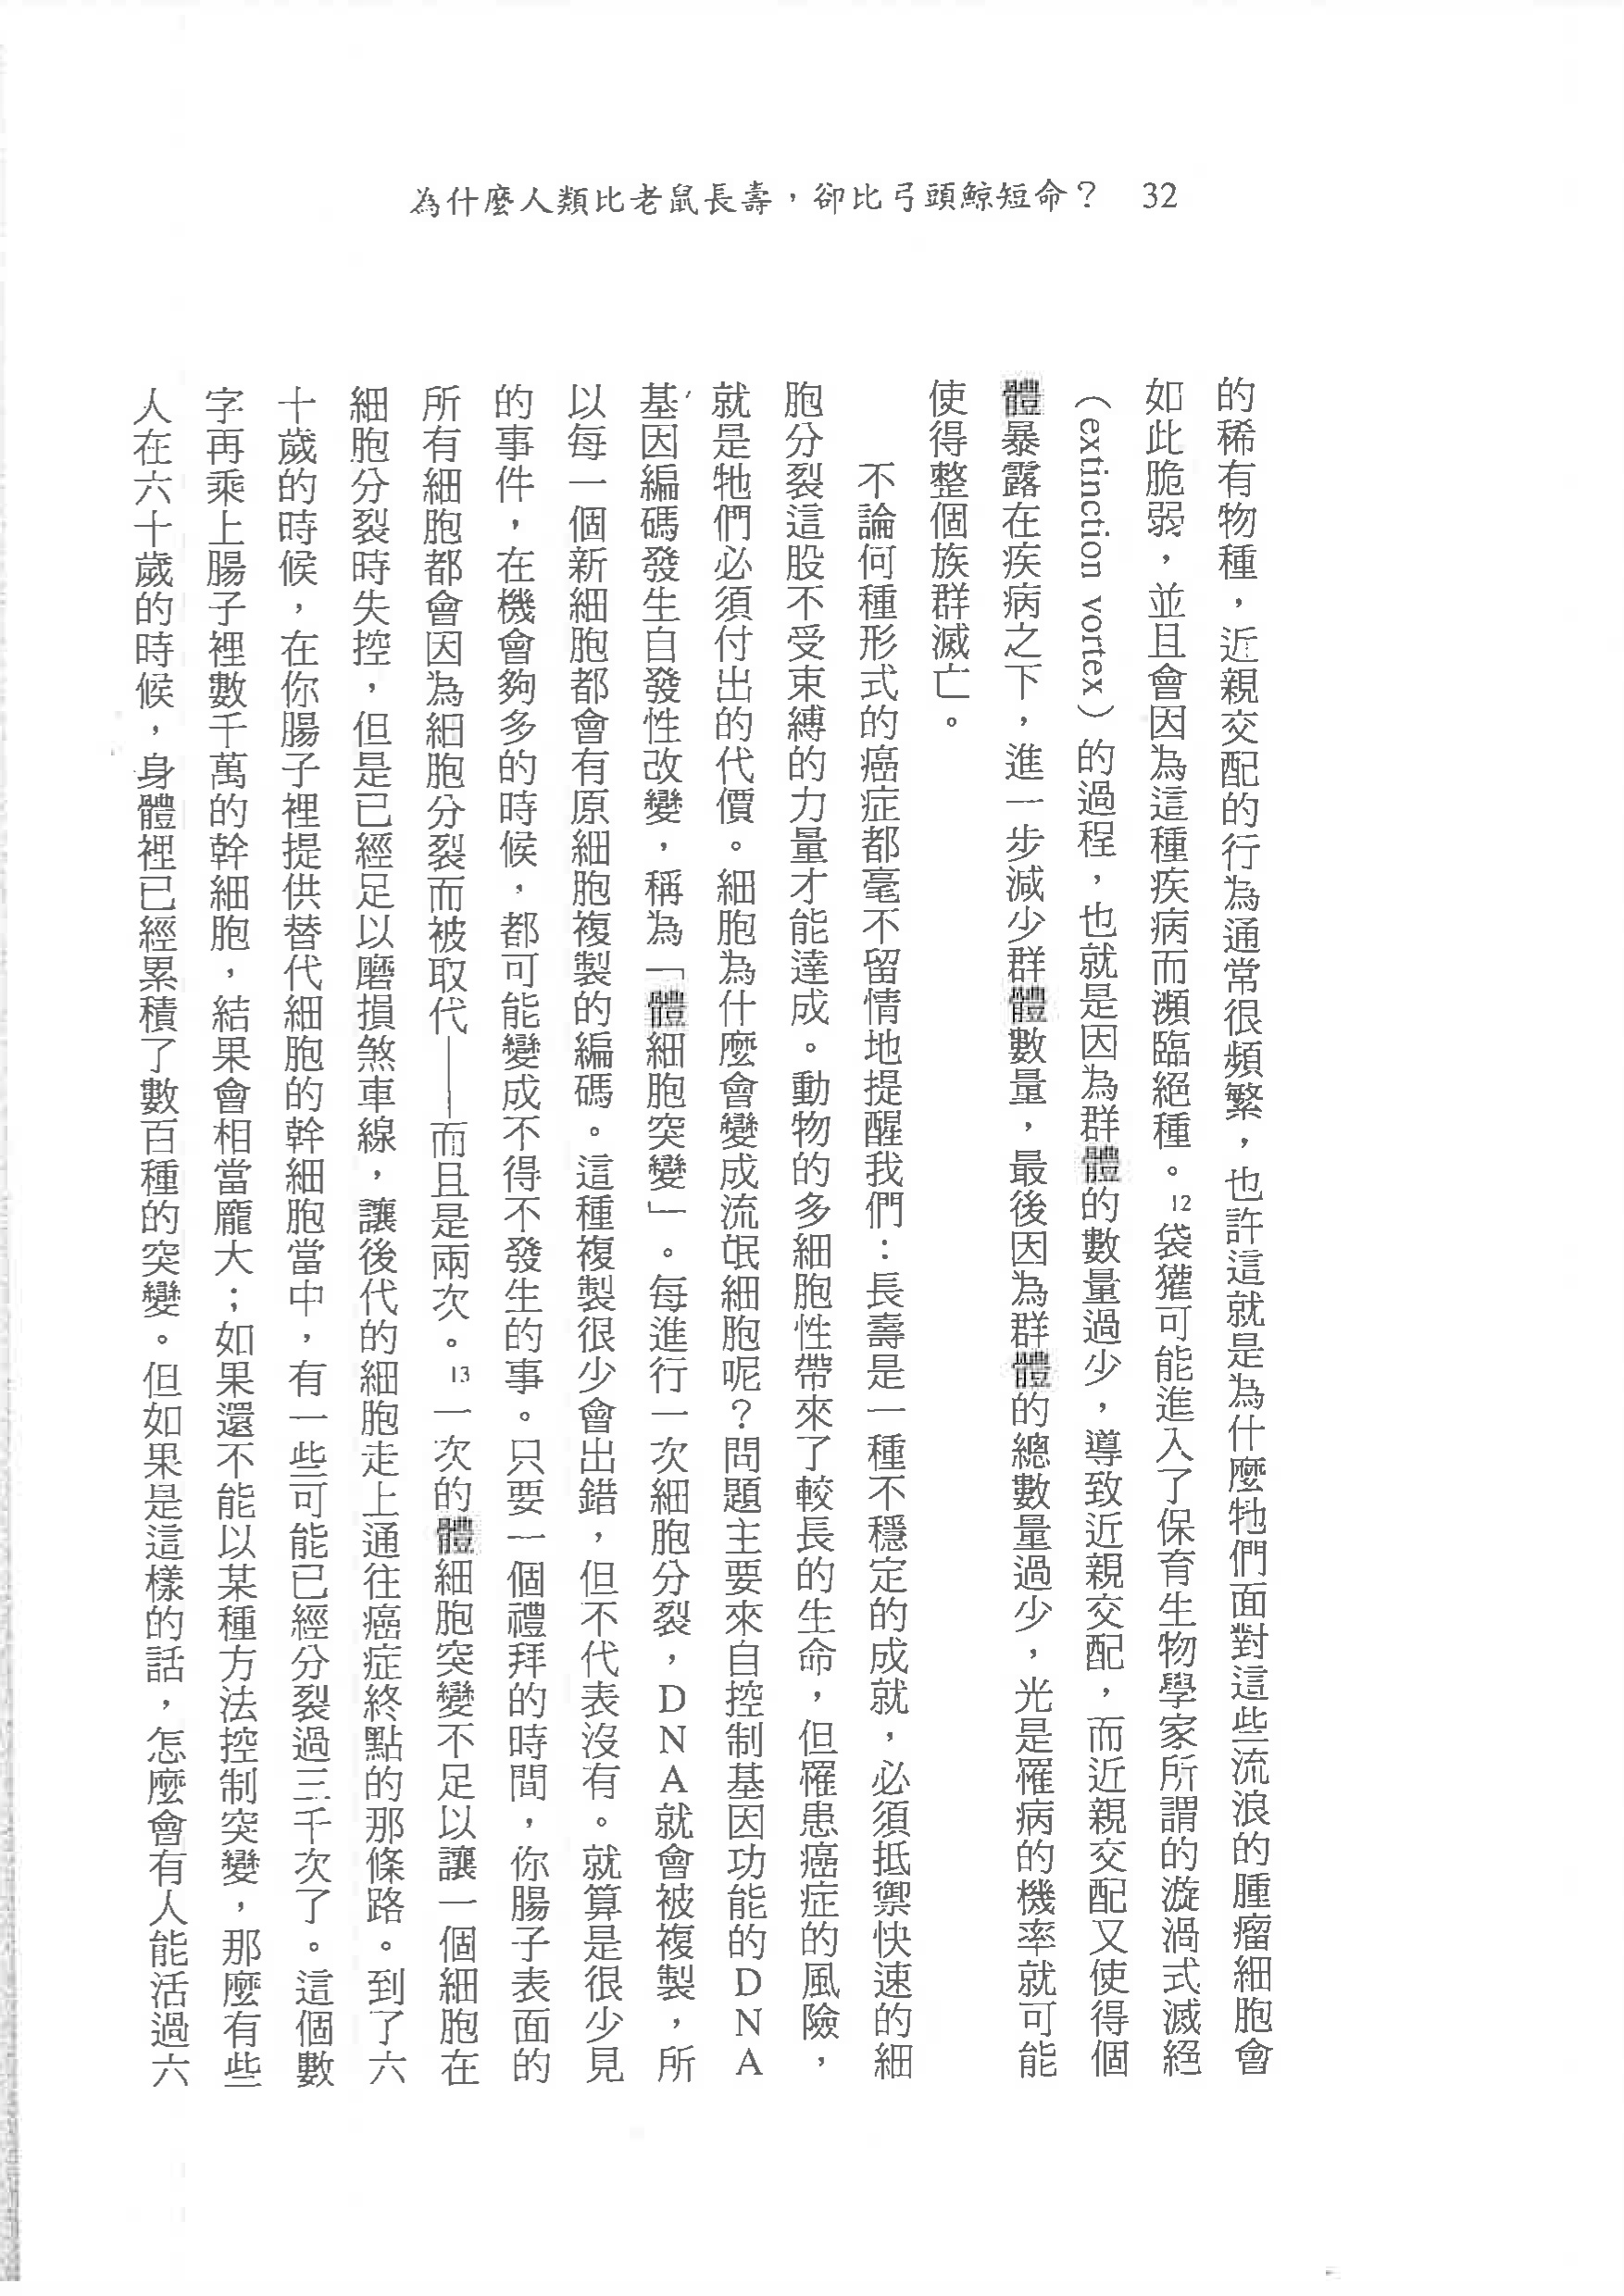 為什麼人類比老鼠長壽，卻比弓頭鯨短命？ 32
的稀有物種，近親交配的行為通常很頻繁，也許這就是為什麼牠們面對這些流浪的腫瘤細胞會
如此脆弱，並且會因為這種疾病而瀕臨絕種。12袋獾可能進入了保育生物學家所謂的漩渦式滅絕
（extinction vortex）的過程，也就是因為群體的數量過少，導致近親交配，而近親交配又使得個
體暴露在疾病之下，進一步減少群體數量，最後因為群體的總數量過少，光是罹病的機率就可能
使得整個族群滅亡。
不論何種形式的癌症都毫不留情地提醒我們：長壽是一種不穩定的成就，必須抵禦快速的細
胞分裂這股不受束縛的力量才能達成。動物的多細胞性帶來了較長的生命，但罹患癌症的風險，
就是牠們必須付出的代價。細胞為什麼會變成流氓細胞呢？問題主要來自控制基因功能的DNA
基因編碼發生自發性改變，稱為「體細胞突變」。每進行一次細胞分裂，DNA就會被複製，所
以每一個新細胞都會有原細胞複製的編碼。這種複製很少會出錯，但不代表沒有。就算是很少見
的事件，在機會夠多的時候，都可能變成不得不發生的事。只要一個禮拜的時間，你腸子表面的
所有細胞都會因為細胞分裂而被取代——而且是兩次。13一次的體細胞突變不足以讓一個細胞在
細胞分裂時失控，但是已經足以磨損煞車線，讓後代的細胞走上通往癌症終點的那條路。到了六
十歲的時候，在你腸子裡提供替代細胞的幹細胞當中，有一些可能已經分裂過三千次了。這個數
字再乘上腸子裡數千萬的幹細胞，結果會相當龐大；如果還不能以某種方法控制突變，那麼有些
人在六十歲的時候，身體裡已經累積了數百種的突變。但如果是這樣的話，怎麼會有人能活過六